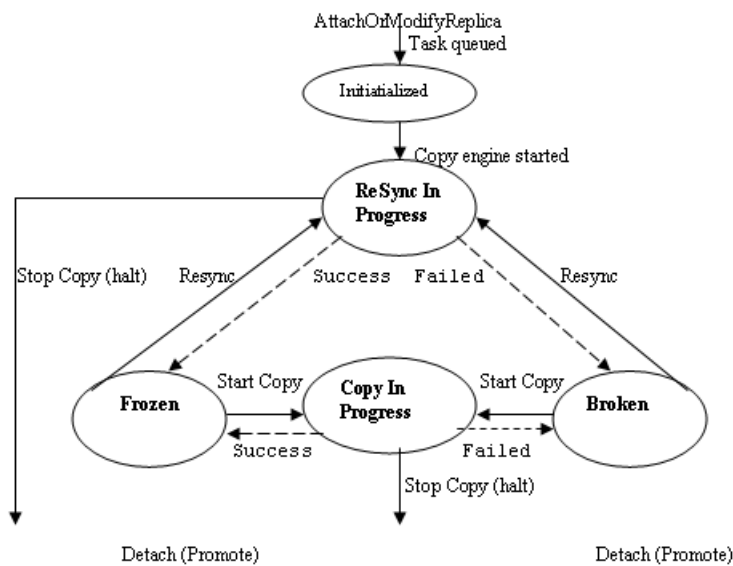 AttachOrModifyReplica
Task queued
Initiatialized
Copy engine started
ReSync In
Progress
Stop Copy (halt)
Resync
Success
Failed
Resync
Frozen
Start Copy
Copy In
Progress
Start Copy
Broken
Success
Failed
Stop Copy (halt)
Detach (Promote)
Detach (Promote)